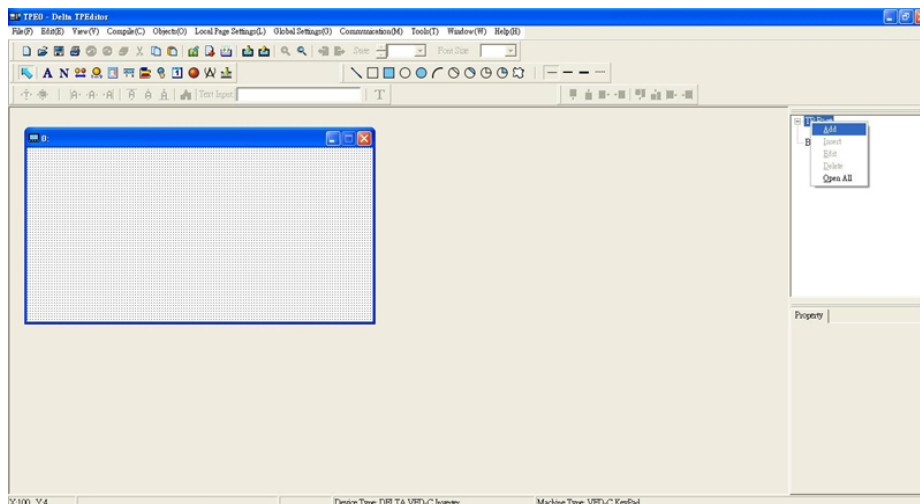 TPE0 - Delta TPEditor
File(F) Edit(E) View(V) Compile(C) Objects(O) Local Page Settings(L) Global Settings(G) Communication(M) Tools(T) Window(W) Help(H)
Size
Font Size
A N
Text Input
T
0:
Add
B
Insert
Edit
Delete
Open All
Property
X:100 Y:4
Device Type: DELTA VFD-C Inverter
Machine Type: VFD-C KeyPad